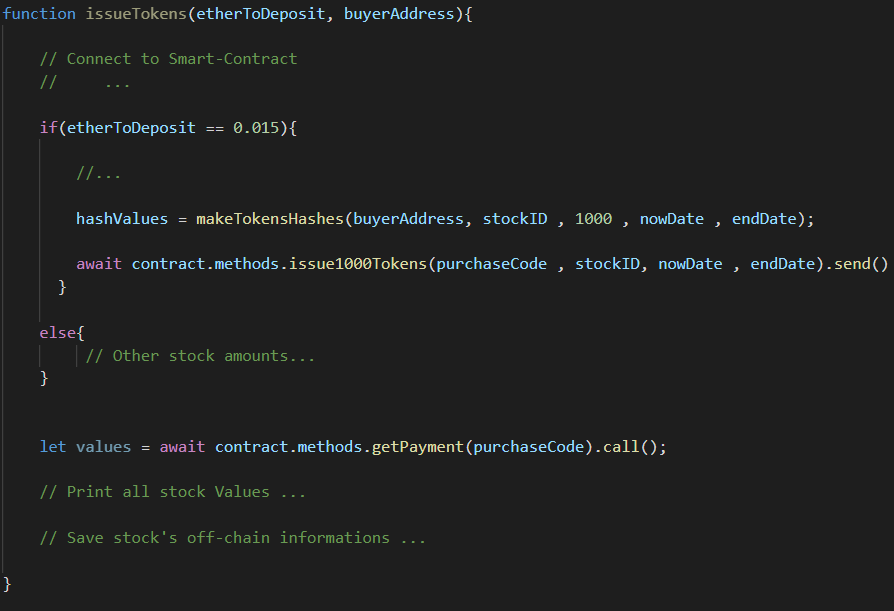 function issueTokens(etherToDeposit, buyerAddress){
// Connect to Smart-Contract
//     ...
if(etherToDeposit == 0.015){
//...
hashValues = makeTokensHashes(buyerAddress, stockID , 1000 , nowDate , endDate);
await contract.methods.issue1000Tokens(purchaseCode , stockID, nowDate , endDate).send()
}
else{
// Other stock amounts...
}
let values = await contract.methods.getPayment(purchaseCode).call();
// Print all stock Values ...
// Save stock's off-chain informations ...
}